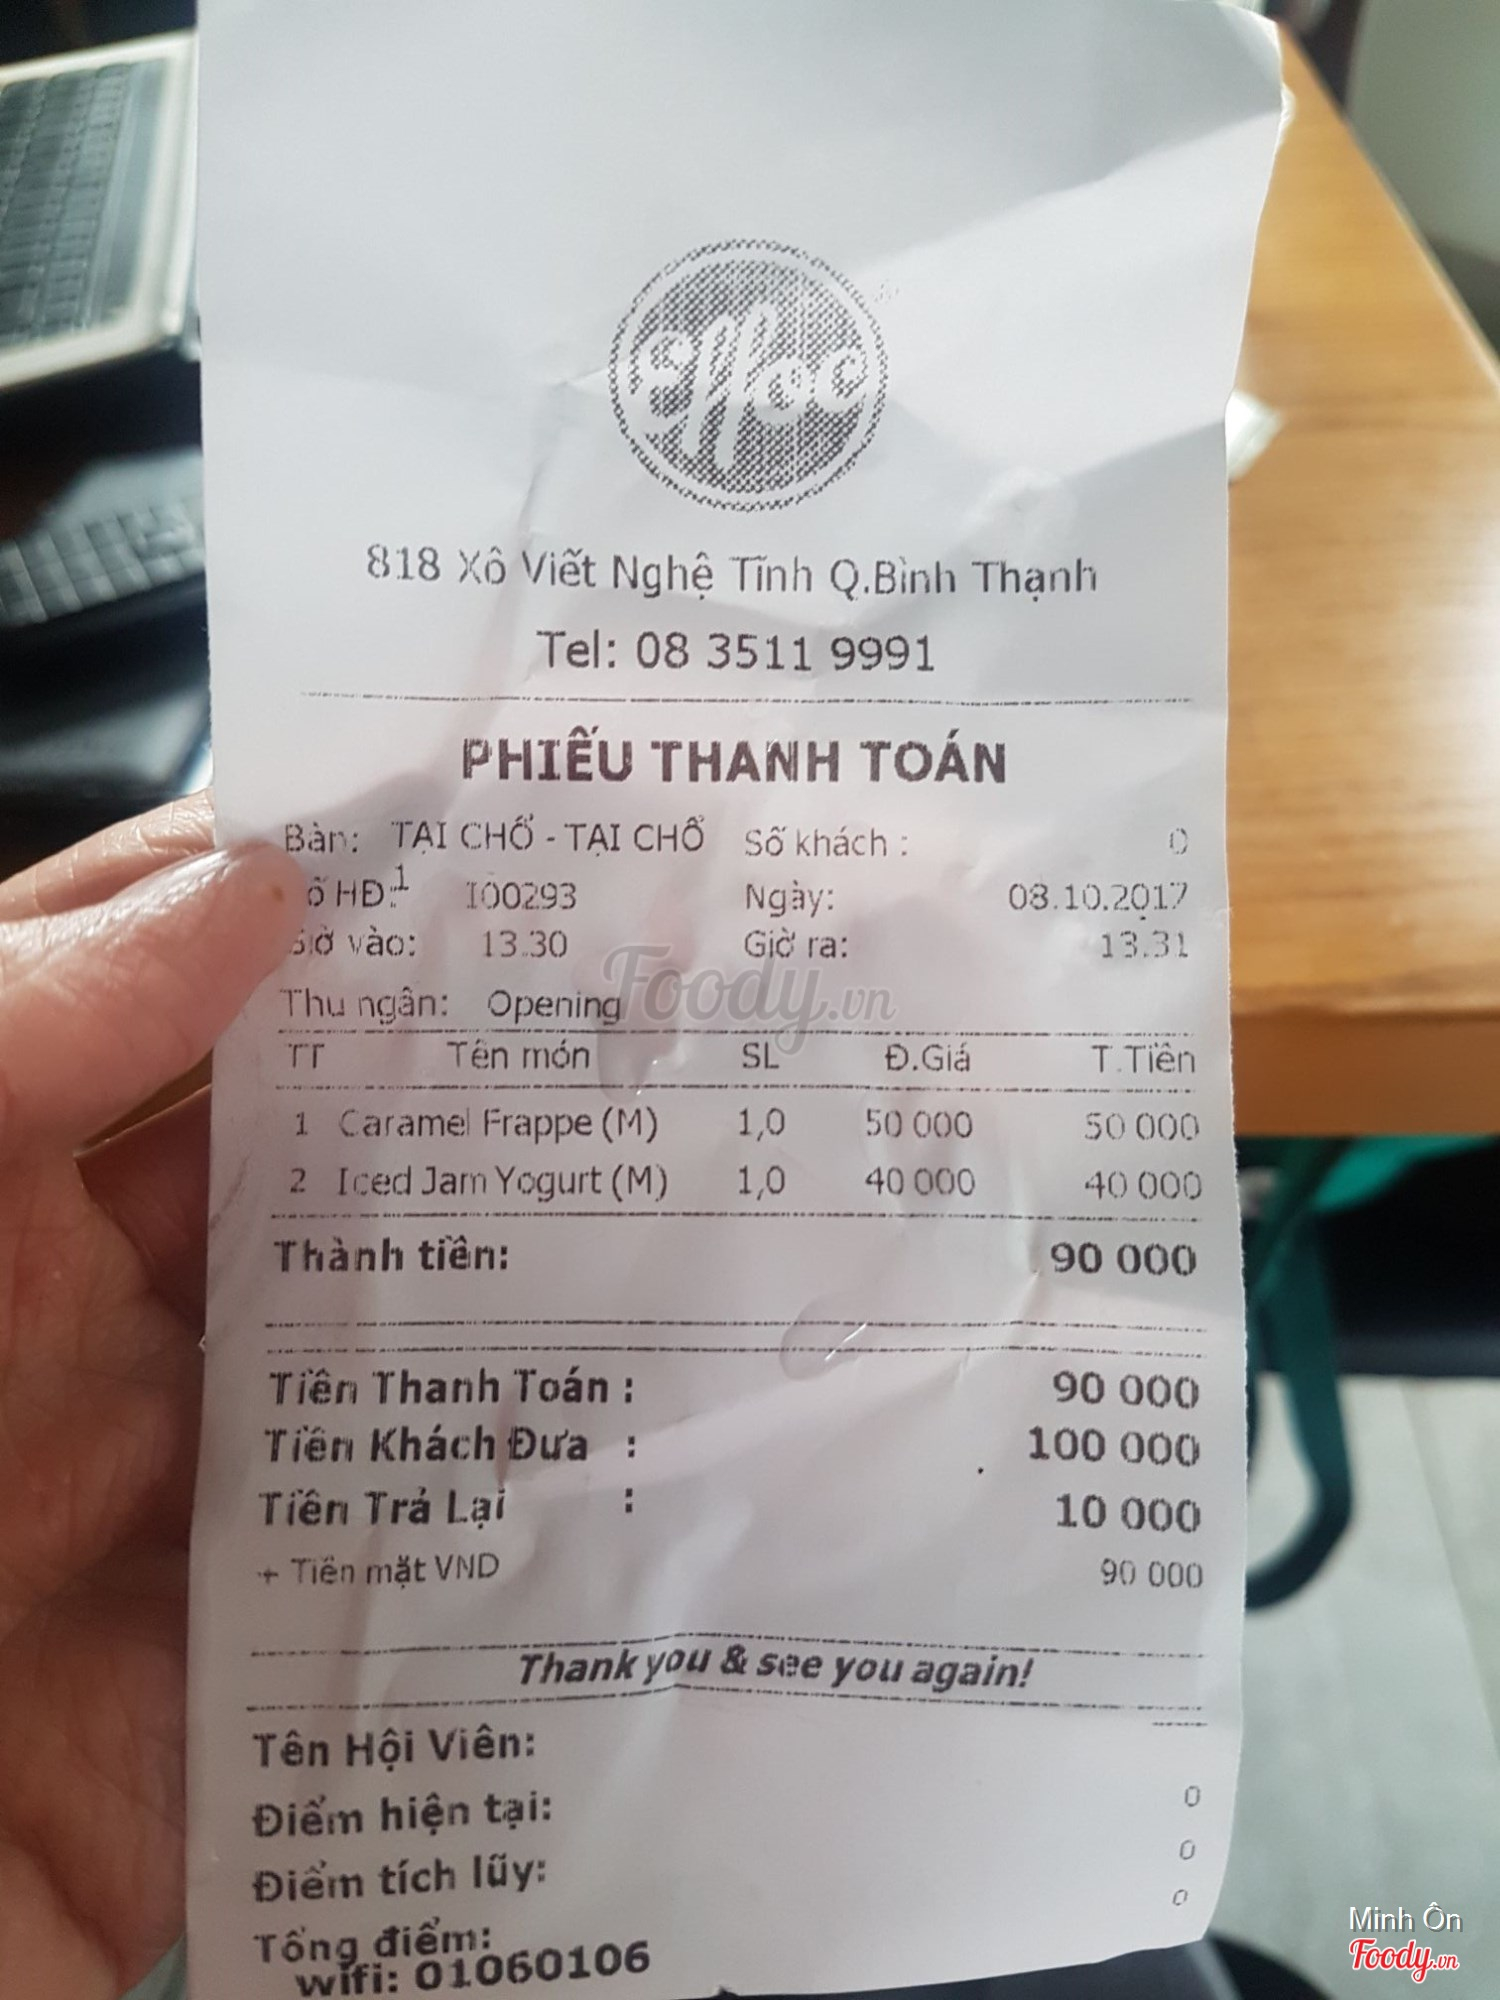 Effoc
818 Xô Viết Nghệ Tĩnh Q.Bình Thạnh
Tel: 08 3511 9991
PHIẾU THANH TOÁN
Bàn: TẠI CHỖ - TẠI CHỖ 1 Số khách : 0
ố HĐ: I00293 Ngày: 08.10.2017
Giờ vào: 13.30 Giờ ra: 13.31
Thu ngân: Opening
Foody.vn
TT Tên món SL Đ.Giá T.Tiền
1 Caramel Frappe (M) 1,0 50 000 50 000
2 Iced Jam Yogurt (M) 1,0 40 000 40 000
Thành tiền: 90 000
Tiền Thanh Toán : 90 000
Tiền Khách Đưa : 100 000
Tiền Trả Lại : 10 000
+ Tiền mặt VND 90 000
Thank you & see you again!
Tên Hội Viên:
Điểm hiện tại: 0
Điểm tích lũy: 0
Tổng điểm: 0
wifi: 01060106
Minh Ôn
Foody.vn